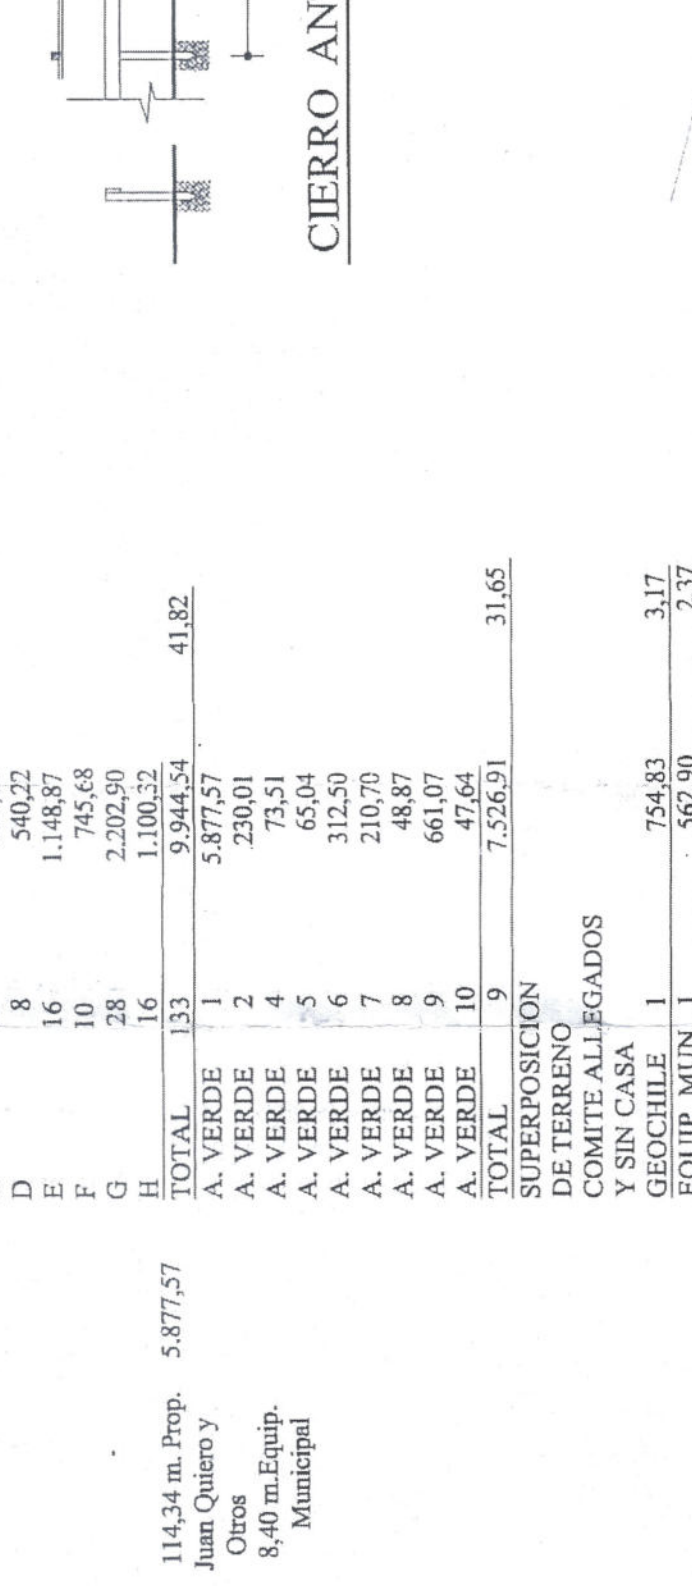 114,34 m. Prop. 5.877,57
Juan Quiero y
Otros
8,40 m.Equip.
Municipal
D 8 540,22
E 16 1.148,87
F 10 745,68
G 28 2.202,90
H 16 1.100,32
TOTAL 133 9.944,54 41,82
A. VERDE 1 5.877,57
A. VERDE 2 230,01
A. VERDE 4 73,51
A. VERDE 5 65,04
A. VERDE 6 312,50
A. VERDE 7 210,70
A. VERDE 8 48,87
A. VERDE 9 661,07
A. VERDE 10 47,64
TOTAL 9 7.526,91 31,65
SUPERPOSICION
DE TERRENO
COMITE ALLEGADOS
Y SIN CASA
GEOCHILE 1 754,83 3,17
EQUIP. MUN 1 562,90 2,37
CIERRO AN